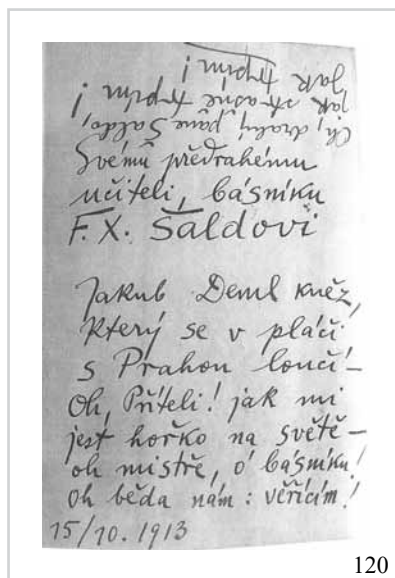 Oh, drahý pane Šaldo,
jak strašně trpím!
Jak trpím!
Svému předrahému
učiteli, básníku
F. X. Šaldovi
Jakub Deml kněz,
který se v pláči
s Prahou loučí –
Oh, Příteli! jak mi
jest hořko na světě –
oh mistře, ó básníku!
oh běda nám: věřícím!
15/10. 1913
120